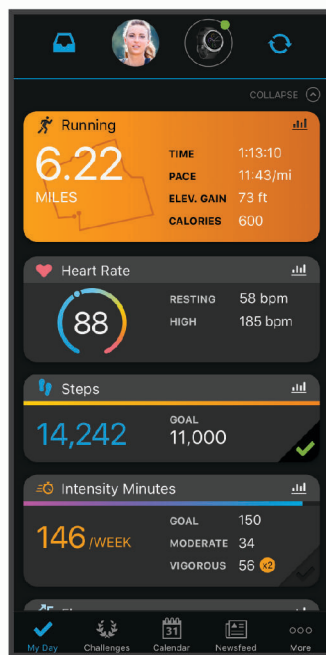 COLLAPSE
Running
6.22
MILES
TIME 1:13:10
PACE 11:43/mi
ELEV. GAIN 73 ft
CALORIES 600
Heart Rate
88
RESTING 58 bpm
HIGH 185 bpm
Steps
14,242
GOAL
11,000
Intensity Minutes
146/WEEK
GOAL 150
MODERATE 34
VIGOROUS 56 x2
31
My Day Challenges Calendar Newsfeed More